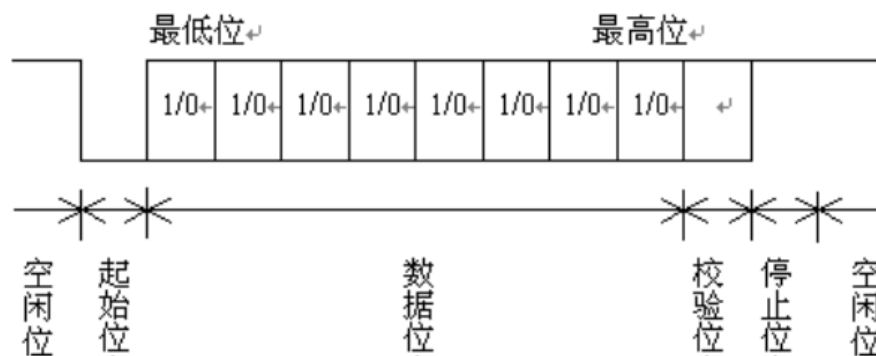 最低位↵ 最高位↵
1/0↵ 1/0↵ 1/0↵ 1/0↵ 1/0↵ 1/0↵ 1/0↵ 1/0↵ ↵
空闲位
起始位
数据位
校验位
停止位
空闲位